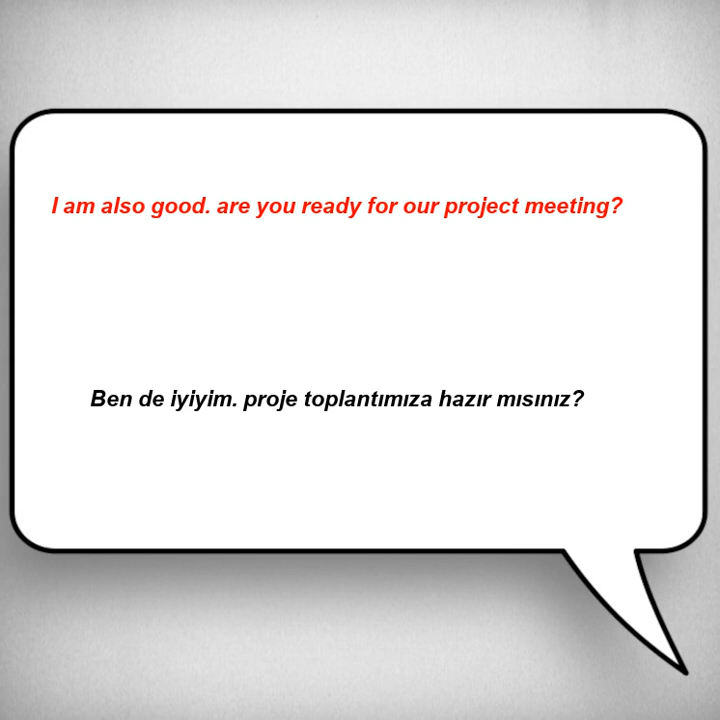 I am also good. are you ready for our project meeting?
Ben de iyiyim. proje toplantımıza hazır mısınız?